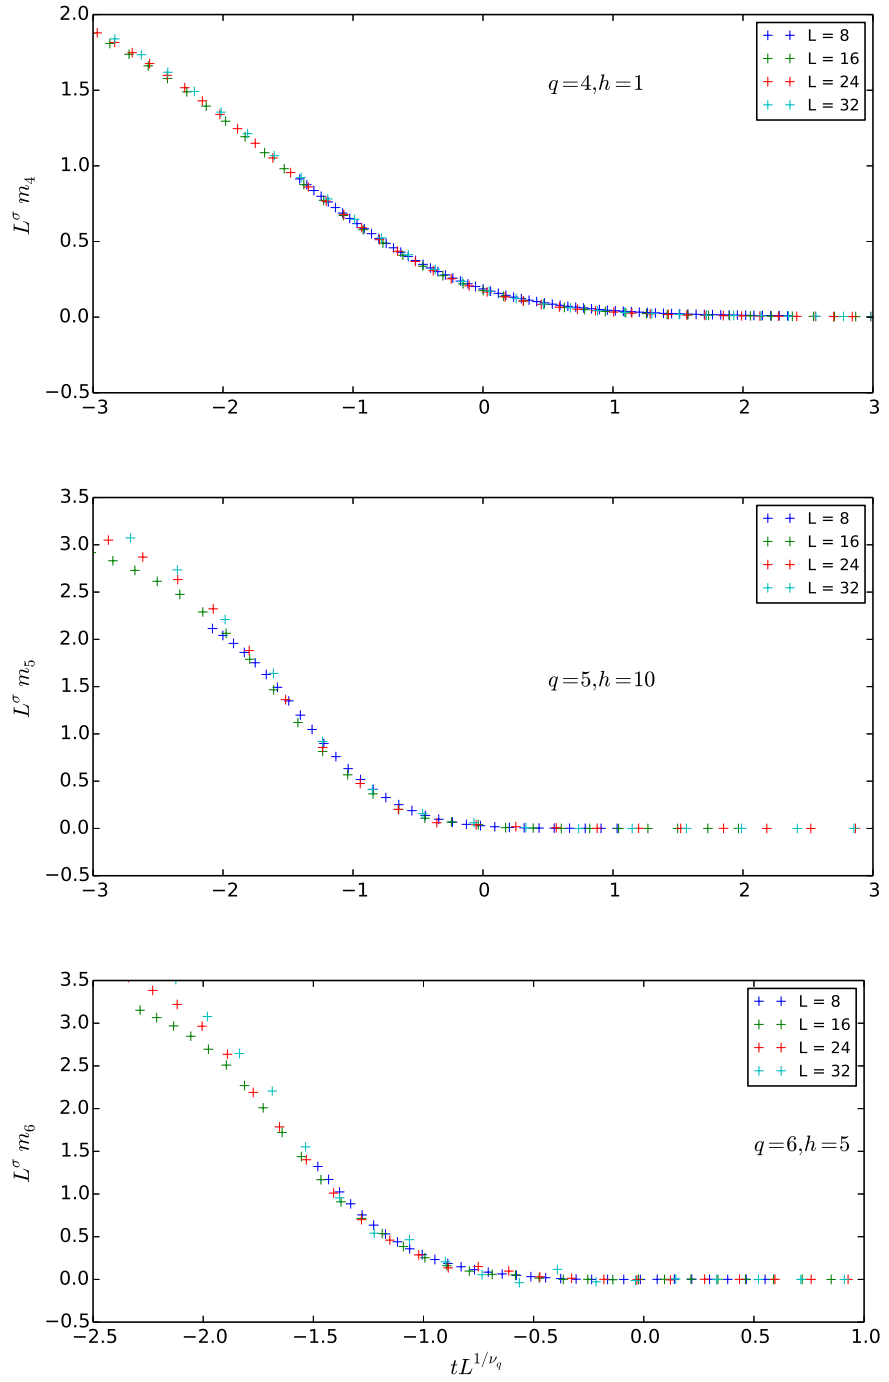 2.0
1.5
1.0
0.5
0.0
−0.5
L^σ m_4
q=4,h=1
L = 8
L = 16
L = 24
L = 32
−3 −2 −1 0 1 2 3
3.5
3.0
2.5
2.0
1.5
1.0
0.5
0.0
−0.5
L^σ m_5
q=5,h=10
L = 8
L = 16
L = 24
L = 32
−3 −2 −1 0 1 2 3
3.5
3.0
2.5
2.0
1.5
1.0
0.5
0.0
−0.5
L^σ m_6
L = 8
L = 16
L = 24
L = 32
q=6,h=5
−2.5 −2.0 −1.5 −1.0 −0.5 0.0 0.5 1.0
tL^{1/ν_q}